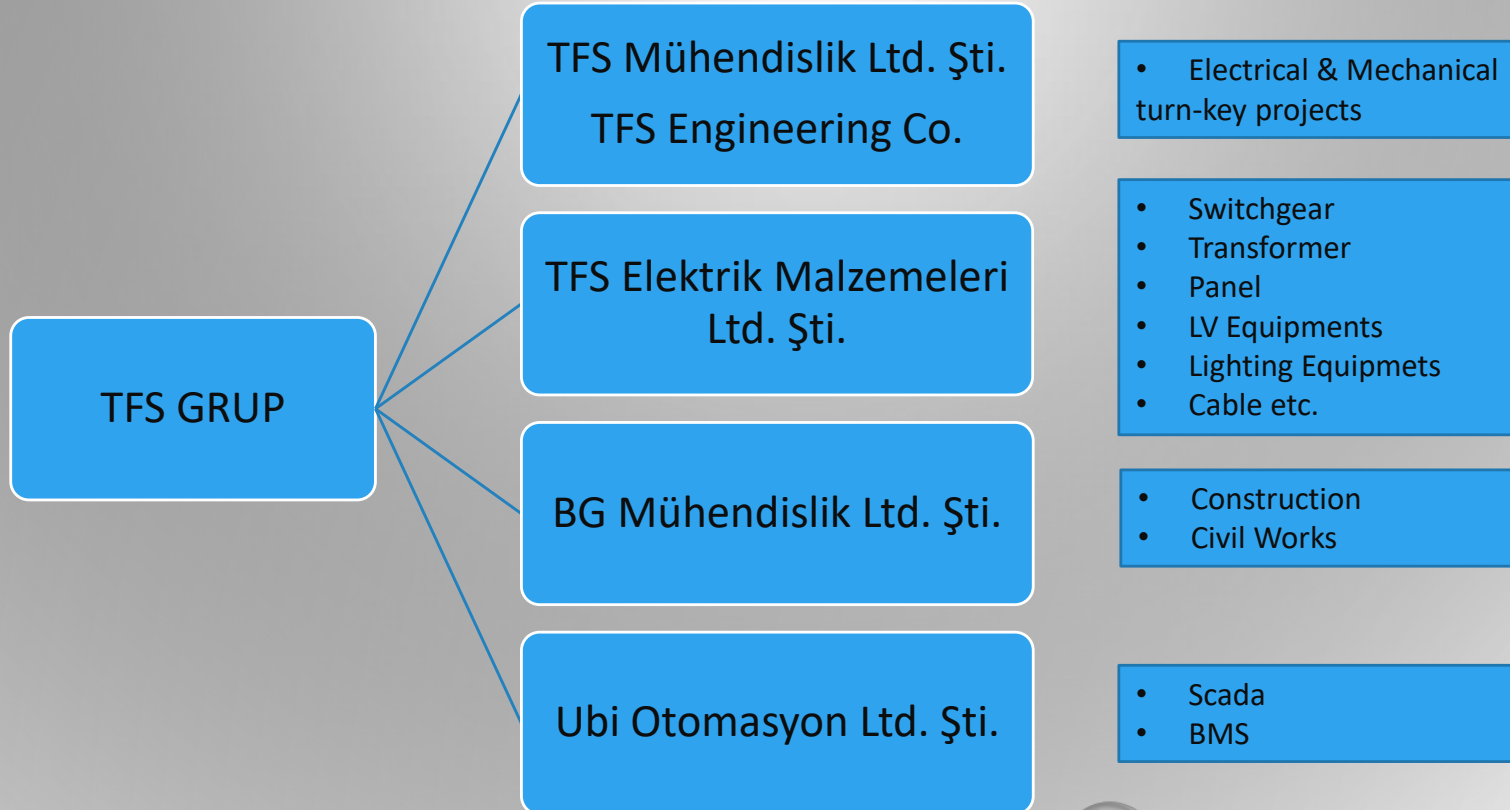 TFS GRUP
TFS Mühendislik Ltd. Şti.
TFS Engineering Co.
• Electrical & Mechanical
turn-key projects
TFS Elektrik Malzemeleri
Ltd. Şti.
• Switchgear
• Transformer
• Panel
• LV Equipments
• Lighting Equipmets
• Cable etc.
BG Mühendislik Ltd. Şti.
• Construction
• Civil Works
Ubi Otomasyon Ltd. Şti.
• Scada
• BMS